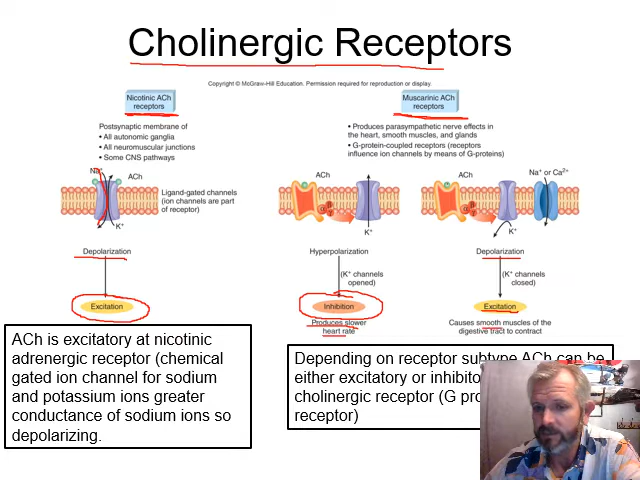 Cholinergic Receptors
Copyright © McGraw-Hill Education. Permission required for reproduction or display.
Nicotinic ACh
receptors
Postsynaptic membrane of
• All autonomic ganglia
• All neuromuscular junctions
• Some CNS pathways
Na+
ACh
Ligand-gated channels
(ion channels are part
of receptor)
K+
Depolarization
Excitation
Muscarinic ACh
receptors
• Produces parasympathetic nerve effects in
the heart, smooth muscles, and glands
• G-protein-coupled receptors (receptors
influence ion channels by means of G-proteins)
ACh
α
β
γ
K+
Hyperpolarization
(K+ channels
opened)
Inhibition
Produces slower
heart rate
ACh
Na+ or Ca2+
α
β
γ
K+
Depolarization
(K+ channels
closed)
Excitation
Causes smooth muscles of the
digestive tract to contract
ACh is excitatory at nicotinic
adrenergic receptor (chemical
gated ion channel for sodium
and potassium ions greater
conductance of sodium ions so
depolarizing.
Depending on receptor subtype ACh can be
either excitatory or
cholinergic receptor (G
receptor)